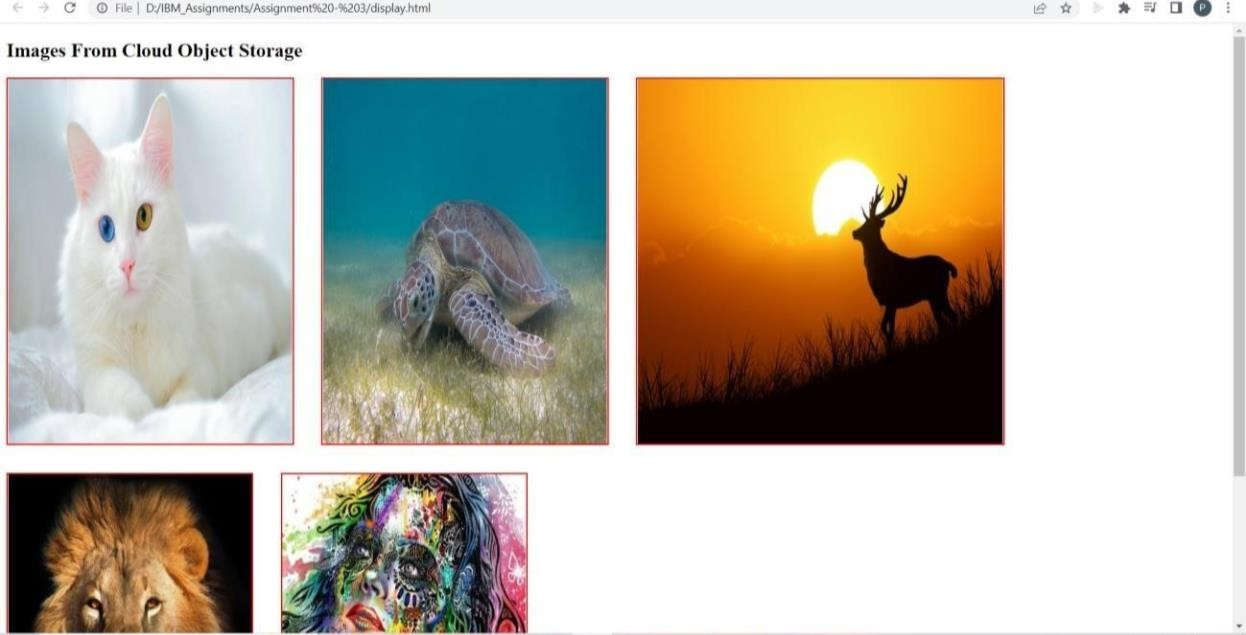 File | D:/IBM_Assignments/Assignment%20-%203/display.html
P
Images From Cloud Object Storage